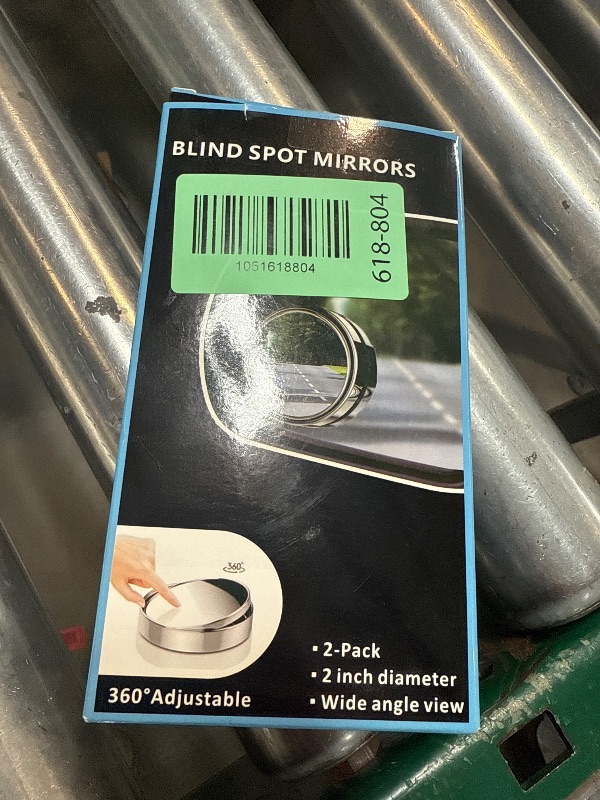 BLIND SPOT MIRRORS
1051618804
618-804
360°
360°Adjustable
▪ 2-Pack
▪ 2 inch diameter
▪ Wide angle view